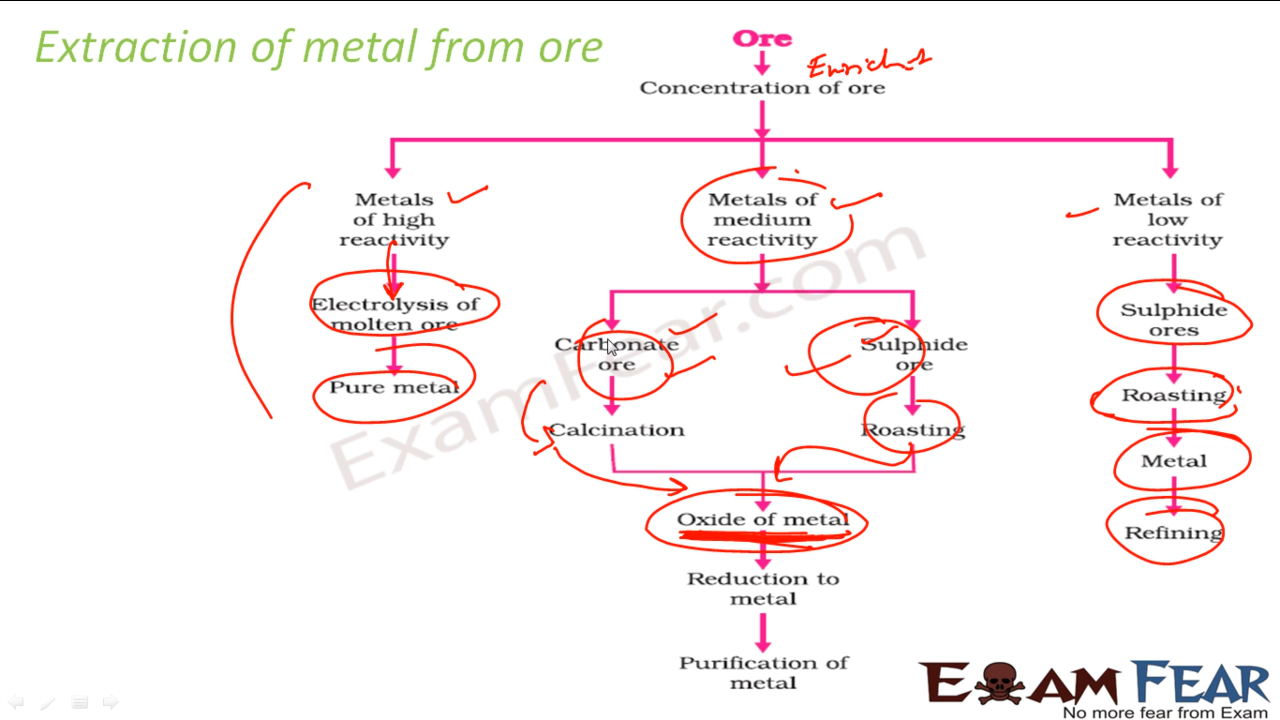 Extraction of metal from ore
Ore
Enriched
Concentration of ore
Metals
of high
reactivity
Electrolysis of
molten ore
Pure metal
Metals of
medium
reactivity
Carbonate
ore
Calcination
Sulphide
ore
Roasting
Oxide of metal
Reduction to
metal
Purification of
metal
Metals of
low
reactivity
Sulphide
ores
Roasting
Metal
Refining
ExamFear.com
EXAM FEAR
No more fear from Exam